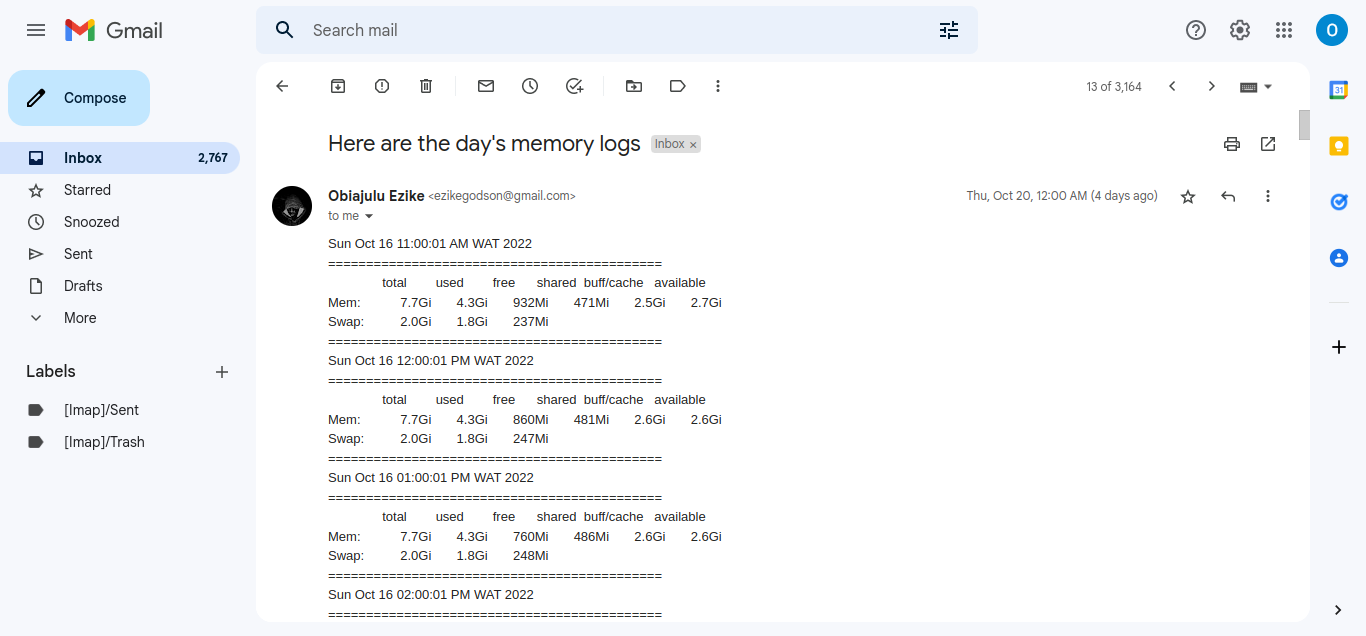 Gmail
Search mail
O
Compose
13 of 3,164
Inbox 2,767
Starred
Snoozed
Sent
Drafts
More
Labels
[Imap]/Sent
[Imap]/Trash
Here are the day's memory logs Inbox ×
Obiajulu Ezike <ezikegodson@gmail.com> Thu, Oct 20, 12:00 AM (4 days ago)
to me
Sun Oct 16 11:00:01 AM WAT 2022
============================================
total used free shared buff/cache available
Mem: 7.7Gi 4.3Gi 932Mi 471Mi 2.5Gi 2.7Gi
Swap: 2.0Gi 1.8Gi 237Mi
============================================
Sun Oct 16 12:00:01 PM WAT 2022
============================================
total used free shared buff/cache available
Mem: 7.7Gi 4.3Gi 860Mi 481Mi 2.6Gi 2.6Gi
Swap: 2.0Gi 1.8Gi 247Mi
============================================
Sun Oct 16 01:00:01 PM WAT 2022
============================================
total used free shared buff/cache available
Mem: 7.7Gi 4.3Gi 760Mi 486Mi 2.6Gi 2.6Gi
Swap: 2.0Gi 1.8Gi 248Mi
============================================
Sun Oct 16 02:00:01 PM WAT 2022
============================================
31